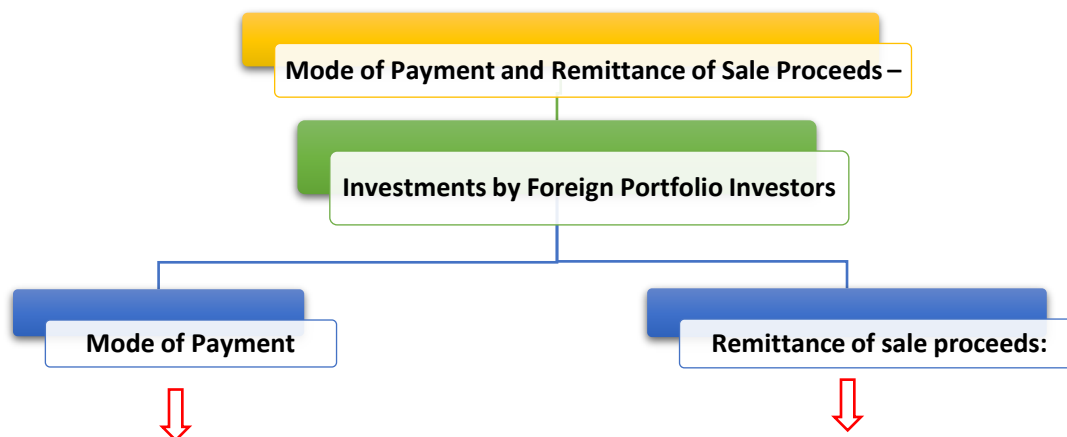 Mode of Payment and Remittance of Sale Proceeds –
Investments by Foreign Portfolio Investors
Mode of Payment
Remittance of sale proceeds: